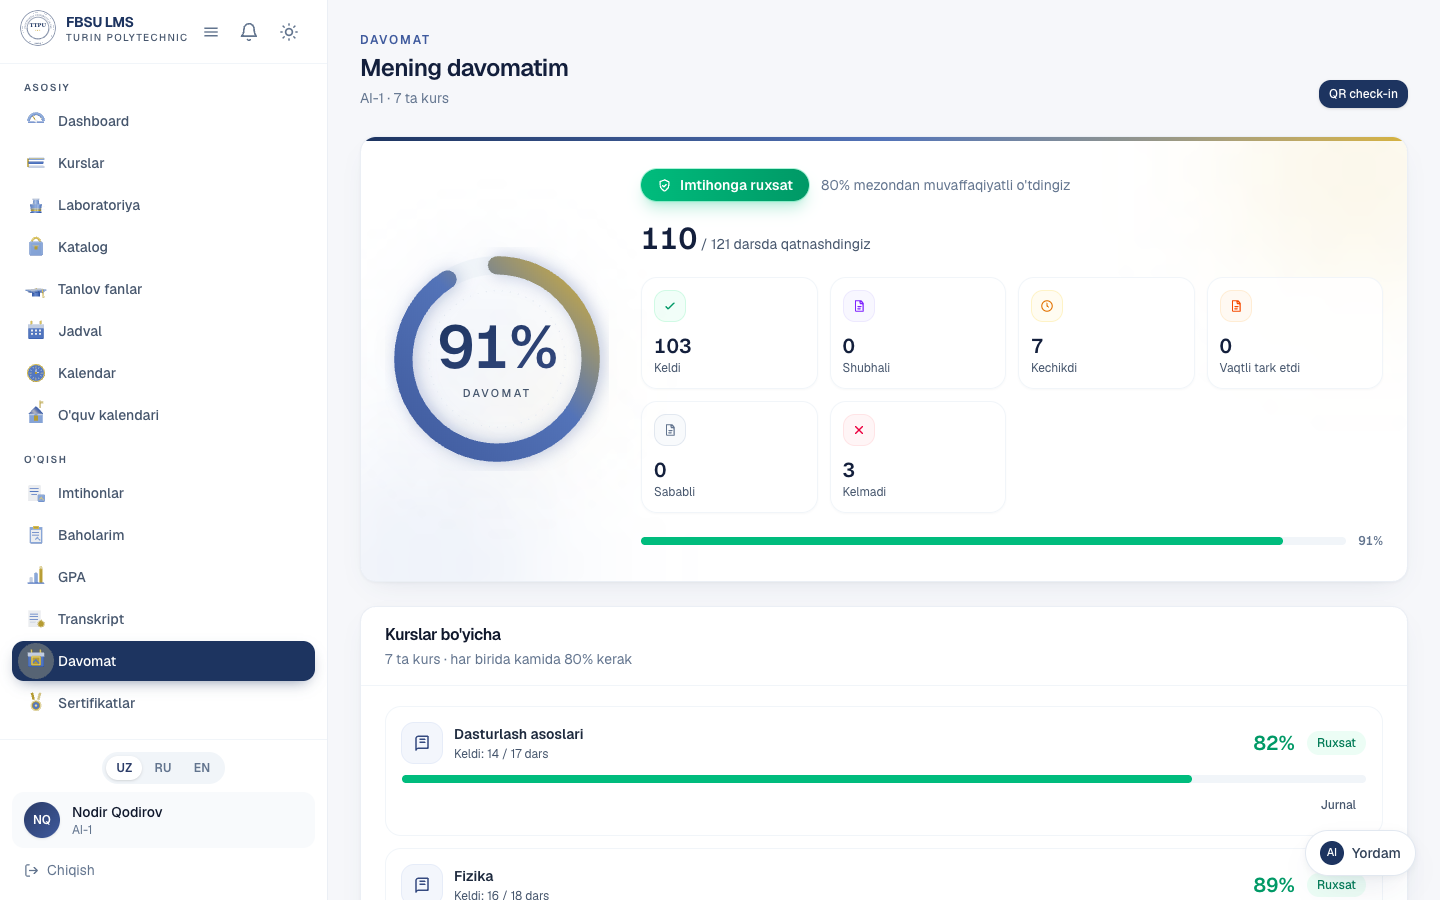 TTPU
FBSU LMS
TURIN POLYTECHNIC
ASOSIY
Dashboard
Kurslar
Laboratoriya
Katalog
Tanlov fanlar
Jadval
Kalendar
O'quv kalendari
O'QISH
Imtihonlar
Baholarim
GPA
Transkript
Davomat
Sertifikatlar
UZ RU EN
NQ
Nodir Qodirov
AI-1
Chiqish
DAVOMAT
Mening davomatim
AI-1 · 7 ta kurs
QR check-in
91%
DAVOMAT
Imtihonga ruxsat 80% mezondan muvaffaqiyatli o'tdingiz
110 / 121 darsda qatnashdingiz
103
Keldi
0
Shubhali
7
Kechikdi
0
Vaqtli tark etdi
0
Sababli
3
Kelmadi
91%
Kurslar bo'yicha
7 ta kurs · har birida kamida 80% kerak
Dasturlash asoslari
Keldi: 14 / 17 dars
82% Ruxsat
Jurnal
Fizika
Keldi: 16 / 18 dars
89% Ruxsat
AI Yordam